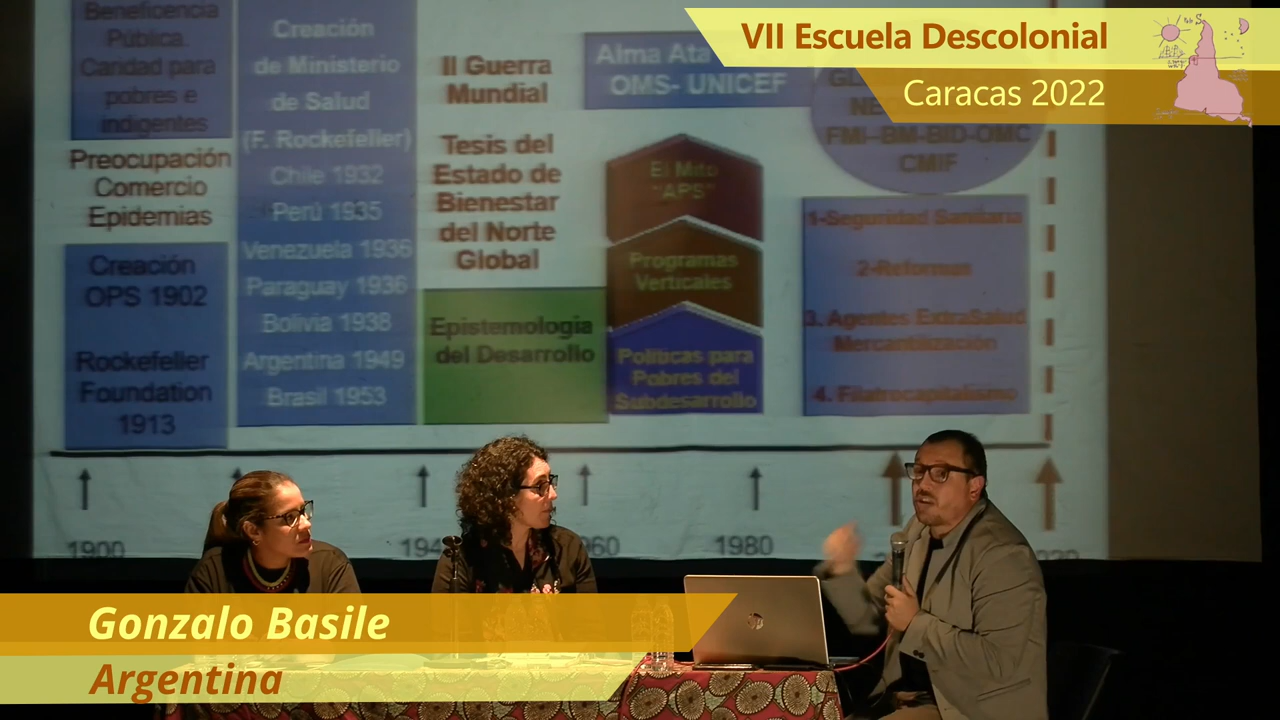 VII Escuela Descolonial
Caracas 2022
Beneficencia
Pública.
Caridad para
pobres e
indigentes
Preocupación
Comercio
Epidemias
Creación
OPS 1902
Rockefeller
Foundation
1913
Creación
de Ministerio
de Salud
(F. Rockefeller)
Chile 1932
Perú 1935
Venezuela 1936
Paraguay 1936
Bolivia 1938
Argentina 1949
Brasil 1953
II Guerra
Mundial
Tesis del
Estado de
Bienestar
del Norte
Global
Epistemología
del Desarrollo
Alma Ata
OMS- UNICEF
El Mito
"APS"
Programas
Verticales
Políticas para
Pobres del
Subdesarrollo
FMI--BM-BID-OMC
CMIF
1-Seguridad Sanitaria
2-Reformas
3. Agentes ExtraSalud
Mercantilización
4. Filatrocapitalismo
1900
1980
hp
Gonzalo Basile
Argentina